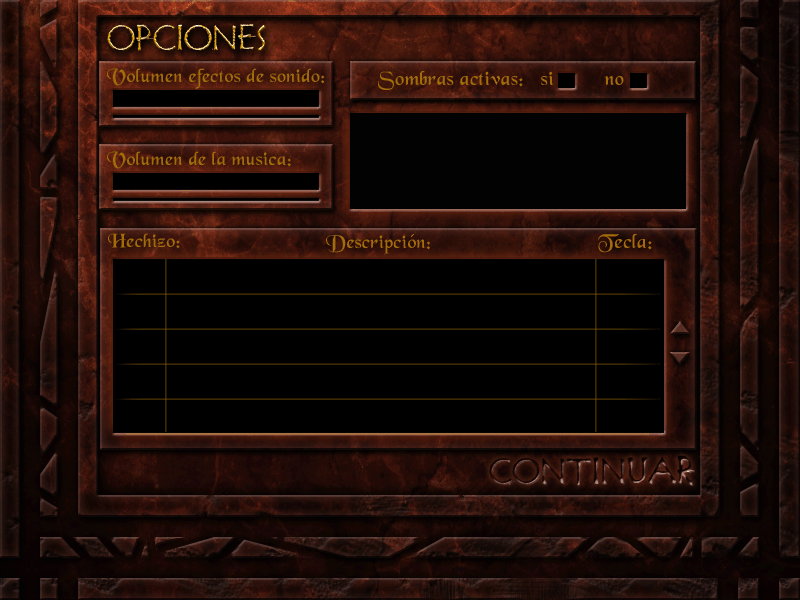 OPCIONES
Volumen efectos de sonido:
Sombras activas: si no
Volumen de la musica:
Hechizo: Descripción: Tecla:
CONTINUAR